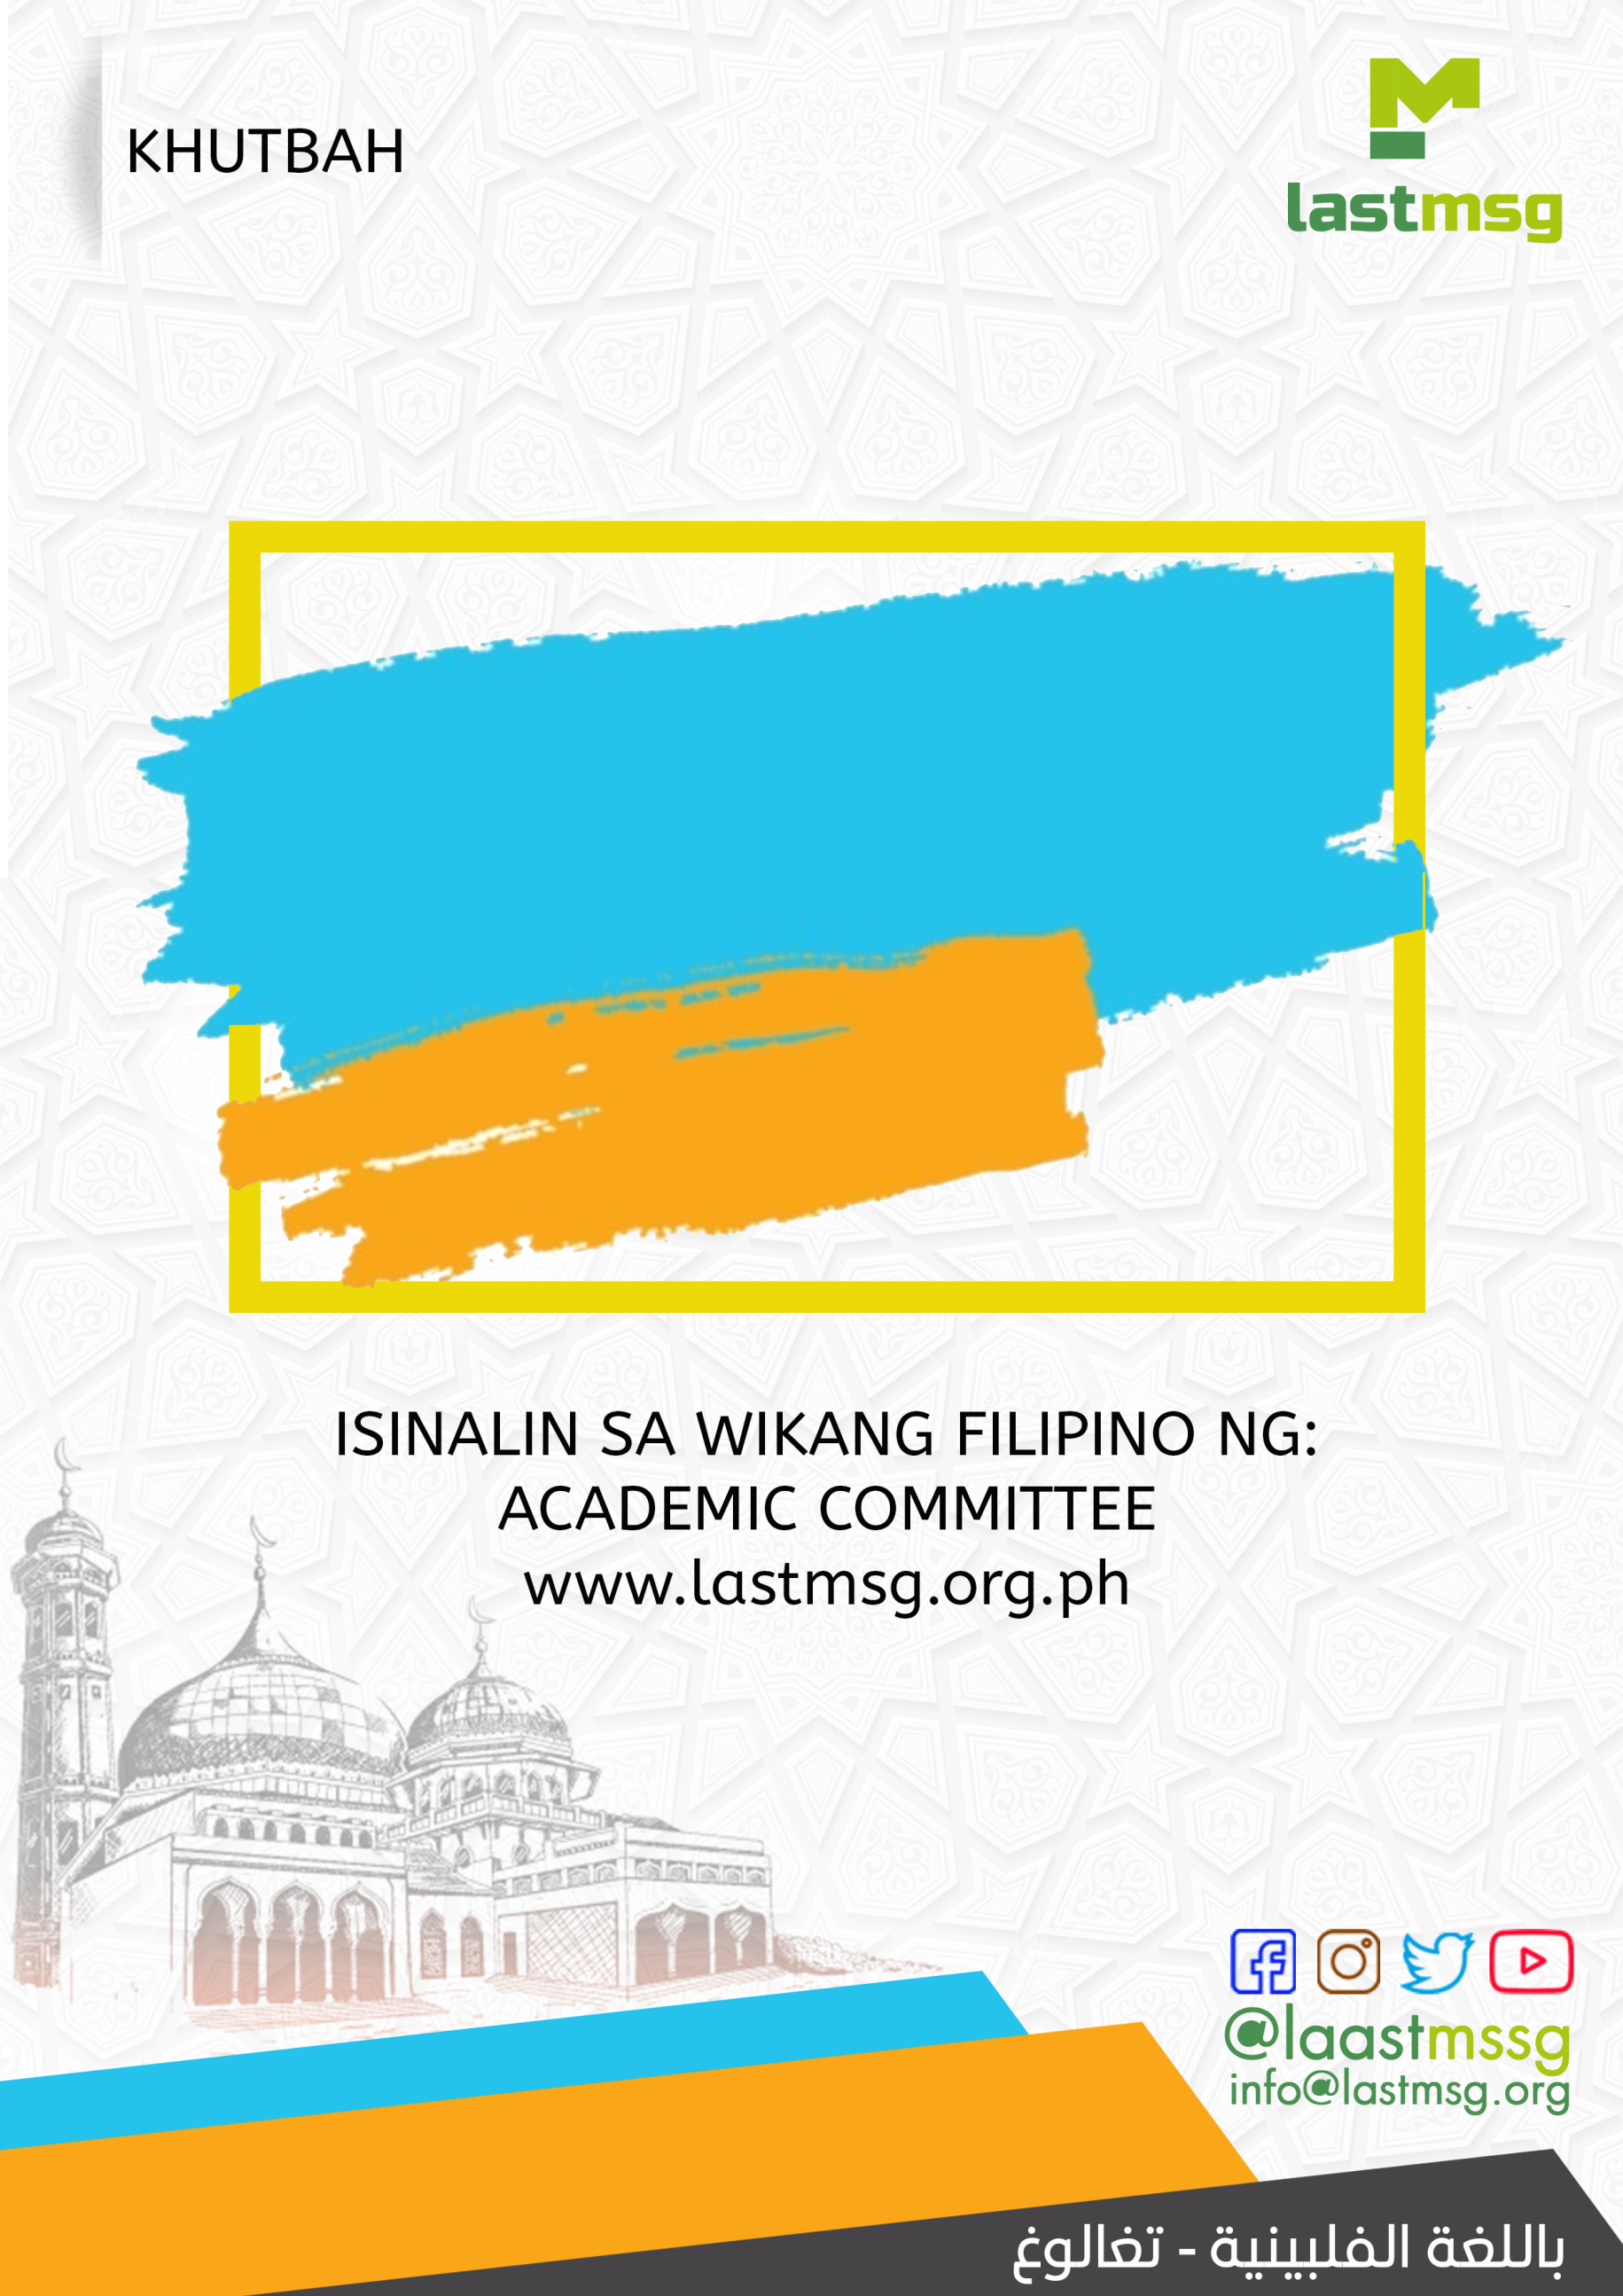 KHUTBAH
lastmsg
ISINALIN SA WIKANG FILIPINO NG:
ACADEMIC COMMITTEE
www.lastmsg.org.ph
@laastmssg
info@lastmsg.org
باللغة الفلبينية - تغالوغ